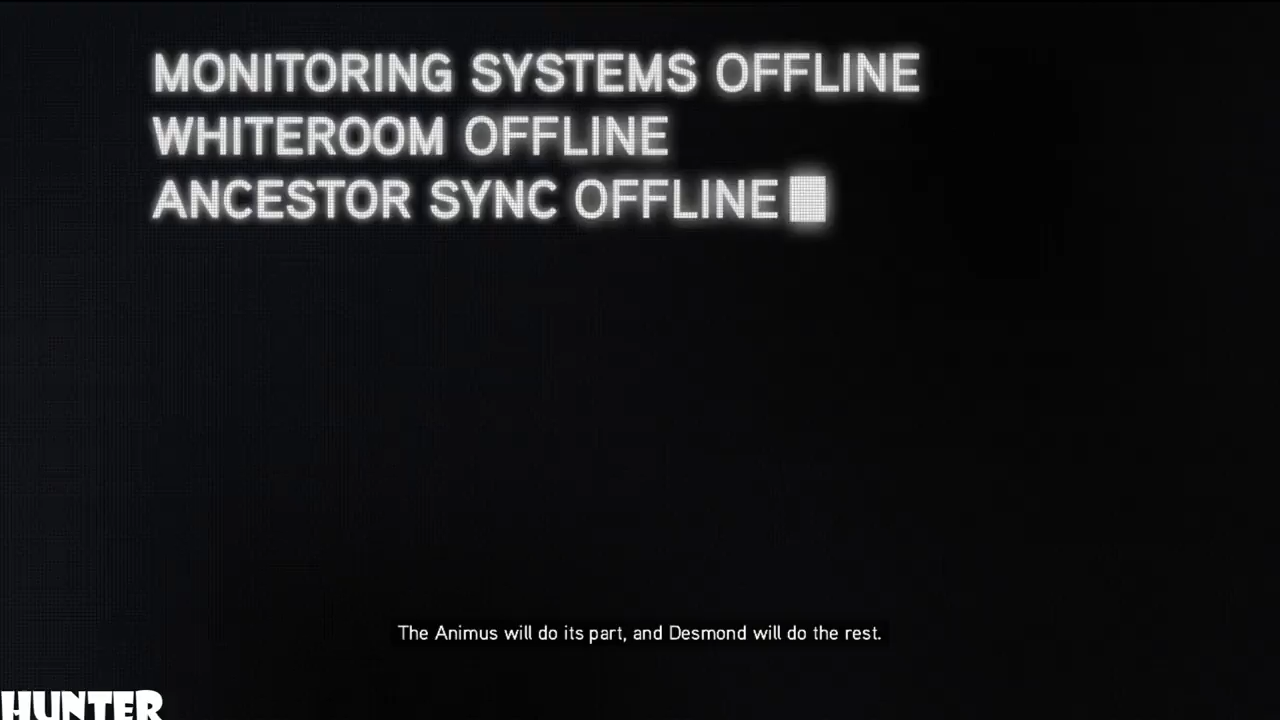 MONITORING SYSTEMS OFFLINE
WHITEROOM OFFLINE
ANCESTOR SYNC OFFLINE
The Animus will do its part, and Desmond will do the rest.
HUNTER